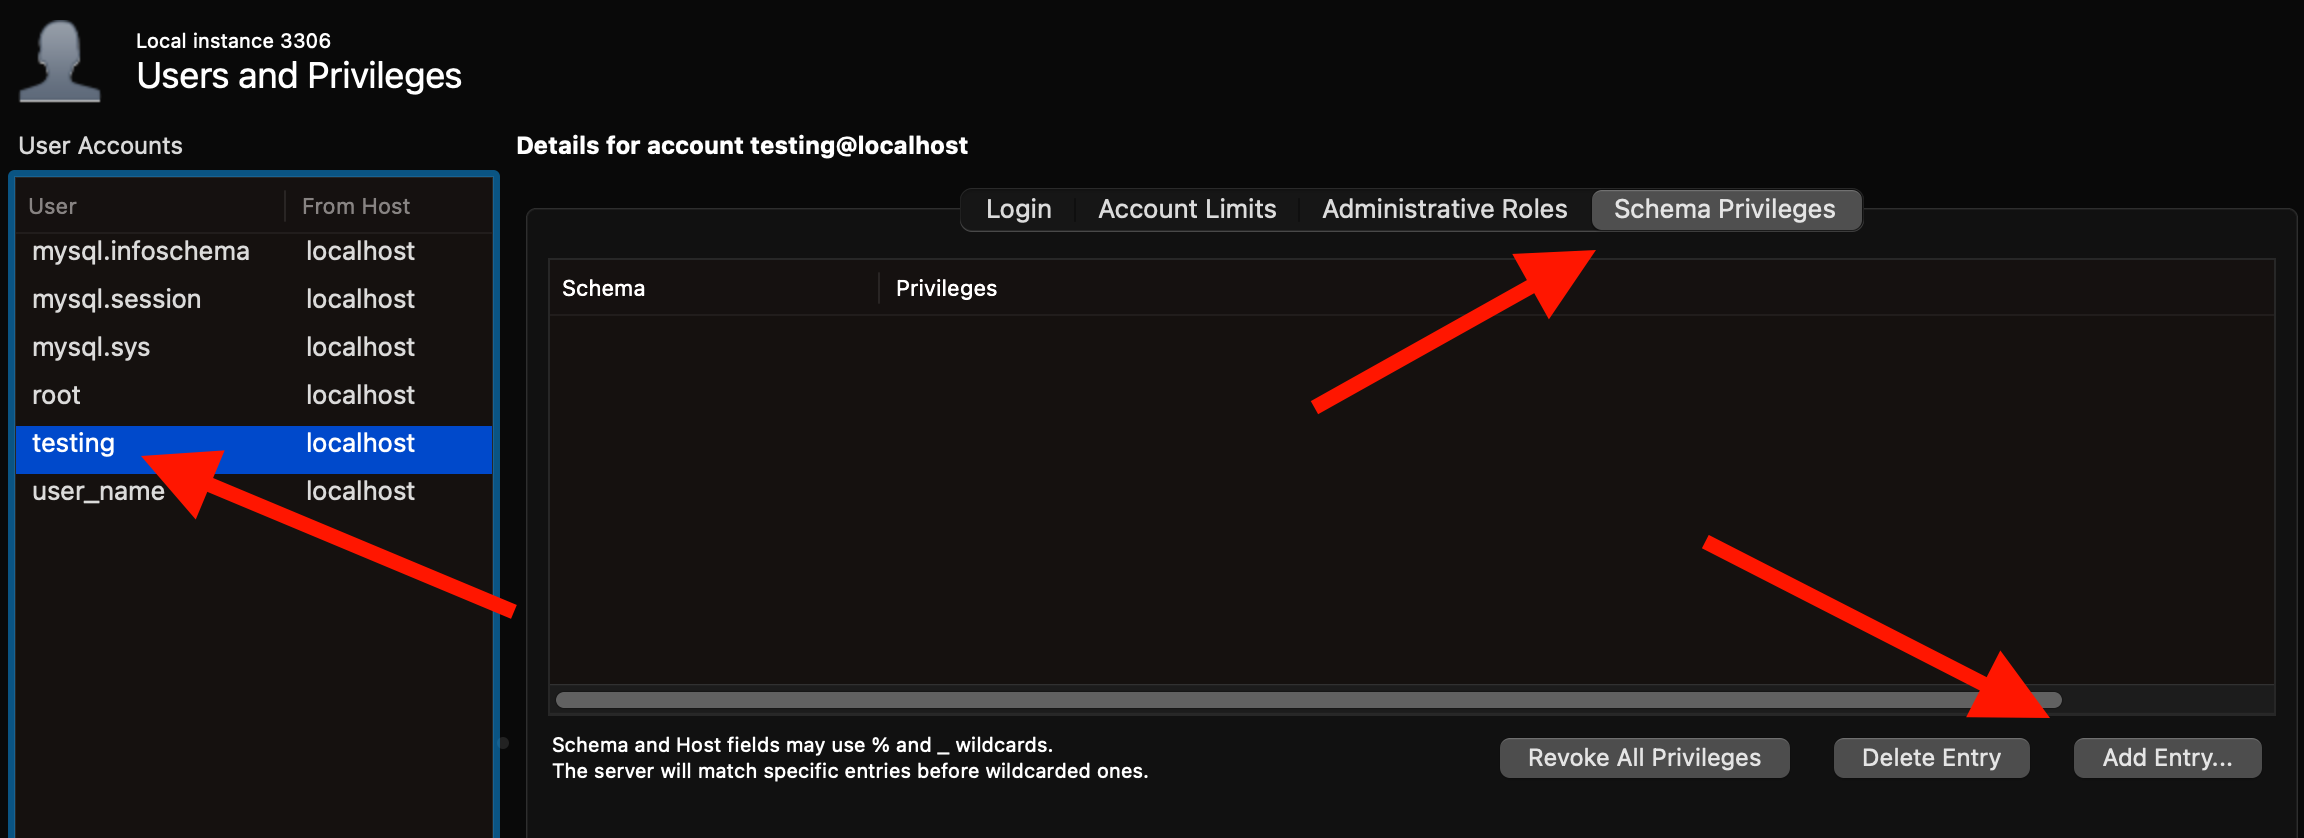 Local instance 3306
Users and Privileges
User Accounts
Details for account testing@localhost
User From Host
mysql.infoschema localhost
mysql.session localhost
mysql.sys localhost
root localhost
testing localhost
user_name localhost
Login Account Limits Administrative Roles Schema Privileges
Schema Privileges
Schema and Host fields may use % and _ wildcards.
The server will match specific entries before wildcarded ones.
Revoke All Privileges Delete Entry Add Entry...